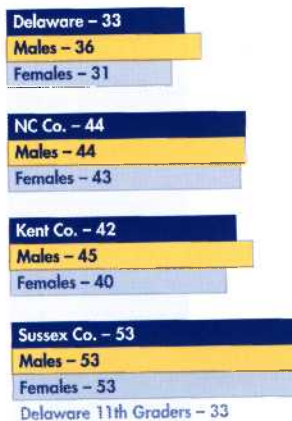 Delaware – 33
Males – 36
Females – 31
NC Co. – 44
Males – 44
Females – 43
Kent Co. – 42
Males – 45
Females – 40
Sussex Co. – 53
Males – 53
Females – 53
Delaware 11th Graders – 33